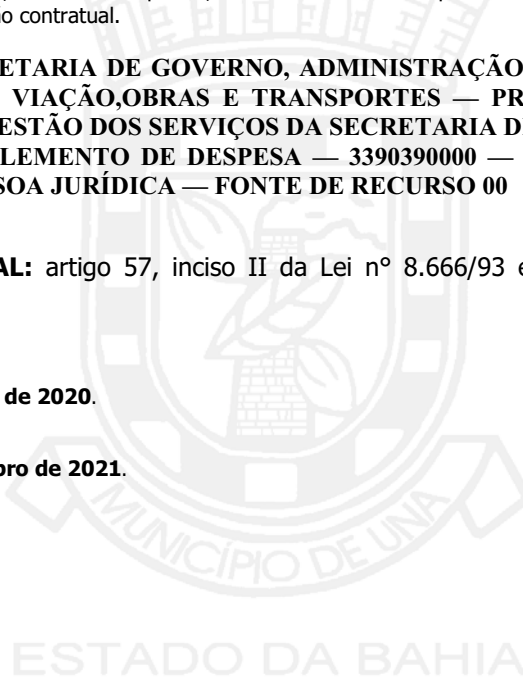 ão contratual.
ETARIA DE GOVERNO, ADMINISTRAÇÃO
VIAÇÃO,OBRAS E TRANSPORTES — PR
ESTÃO DOS SERVIÇOS DA SECRETARIA D
LEMENTO DE DESPESA — 3390390000 —
SOA JURÍDICA — FONTE DE RECURSO 00
AL: artigo 57, inciso II da Lei n° 8.666/93 e
de 2020.
bro de 2021.
MUNICÍPIO DE UNA
ESTADO DA BAHIA